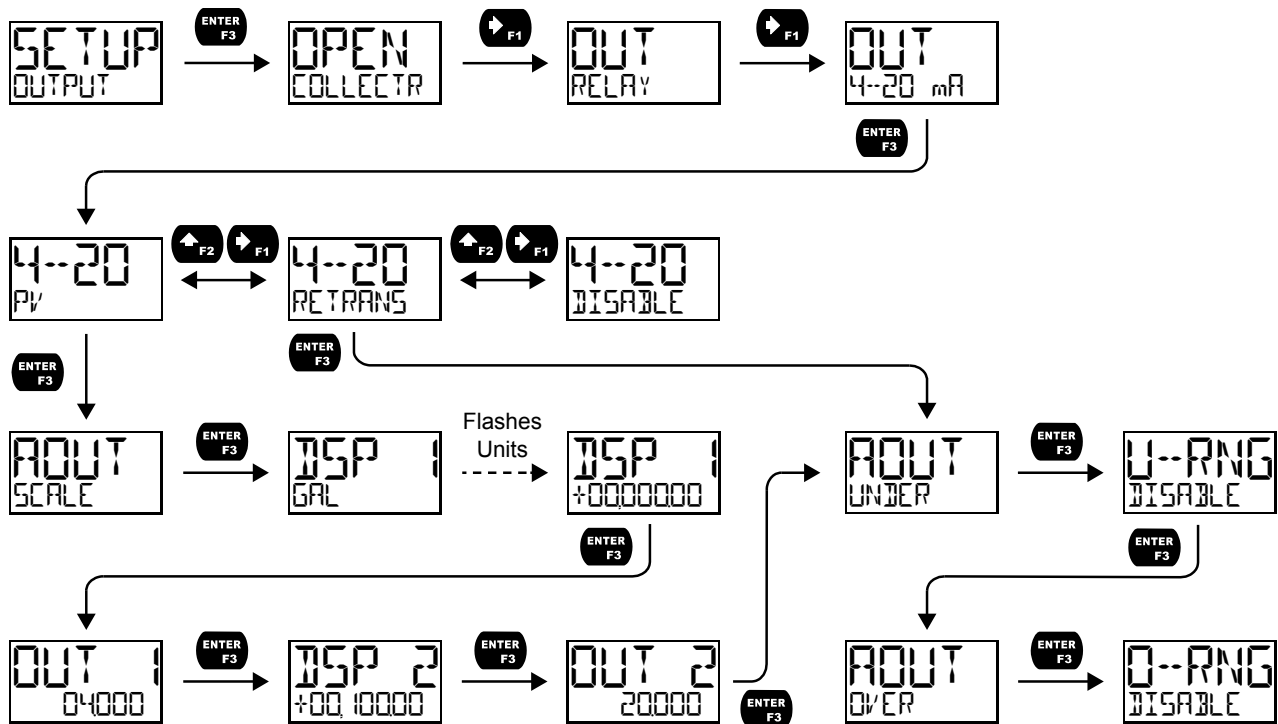 SETUP
OUTPUT
ENTER
F3
OPEN
COLLECTR
F1
OUT
RELAY
F1
OUT
4--20 mA
ENTER
F3
4--20
PV
F2
F1
4--20
RETRANS
F2
F1
4--20
DISABLE
ENTER
F3
ENTER
F3
AOUT
SCALE
ENTER
F3
DSP 1
GAL
Flashes
Units
DSP 1
+00,000.00
AOUT
UNDER
ENTER
F3
U--RNG
DISABLE
ENTER
F3
ENTER
F3
OUT 1
04.000
ENTER
F3
DSP 2
+00,100.00
ENTER
F3
OUT 2
20.000
ENTER
F3
AOUT
OVER
ENTER
F3
O--RNG
DISABLE